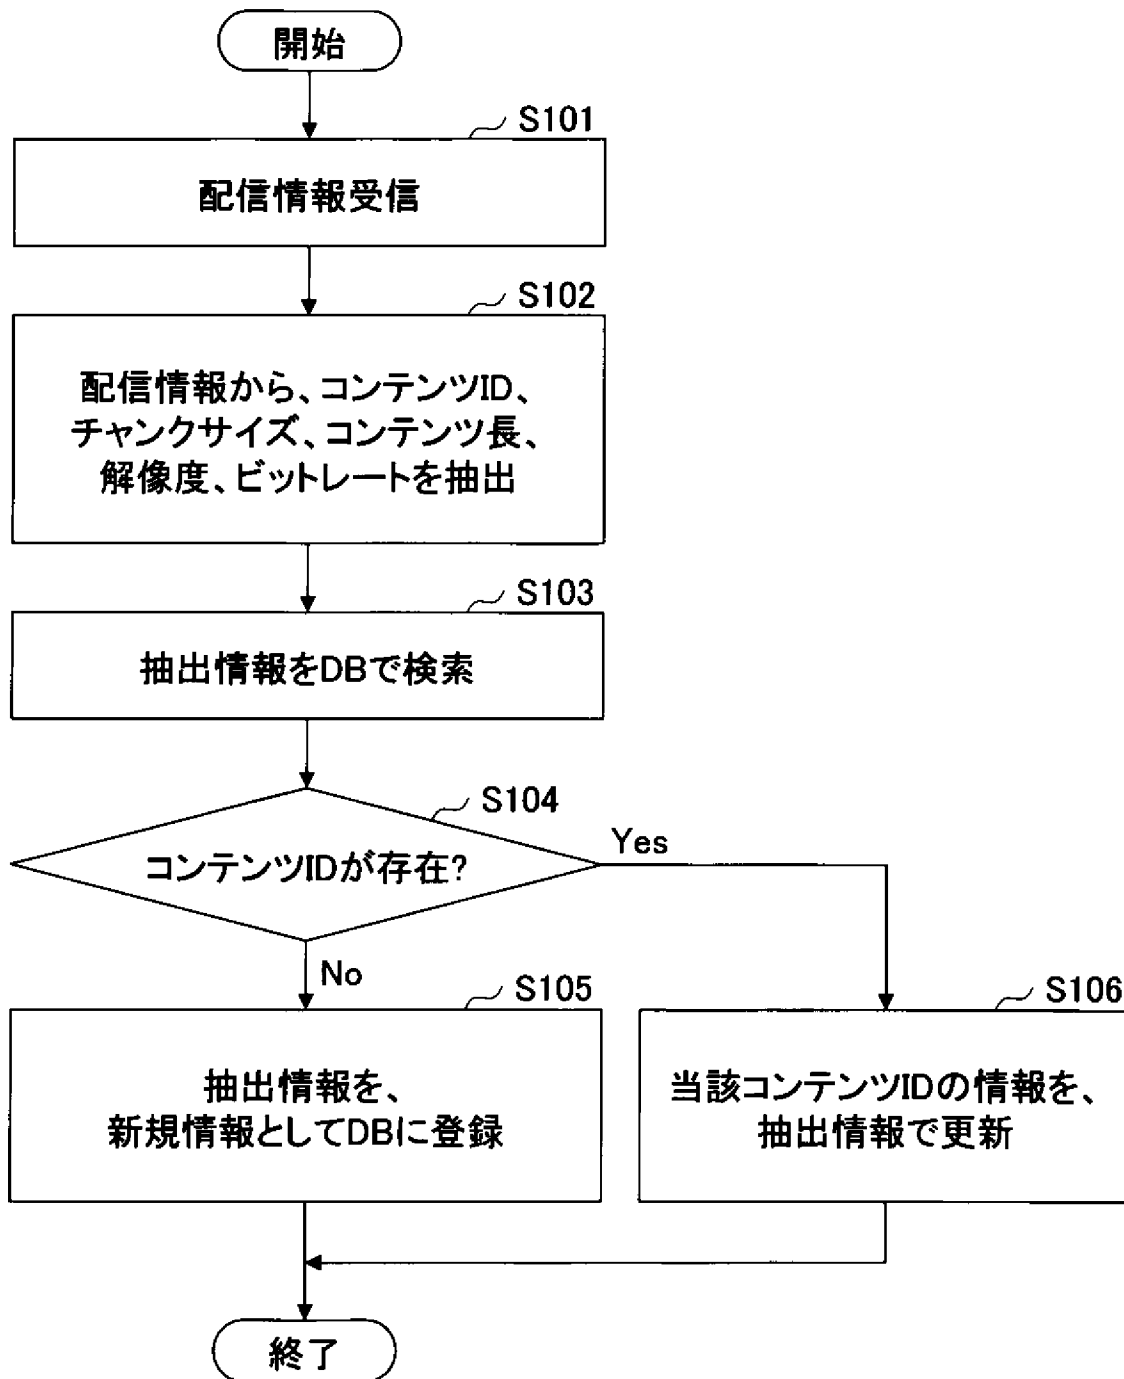 開始
S101
配信情報受信
S102
配信情報から、コンテンツID、
チャンクサイズ、コンテンツ長、
解像度、ビットレートを抽出
S103
抽出情報をDBで検索
S104
コンテンツIDが存在?
Yes
No
S105
抽出情報を、
新規情報としてDBに登録
S106
当該コンテンツIDの情報を、
抽出情報で更新
終了